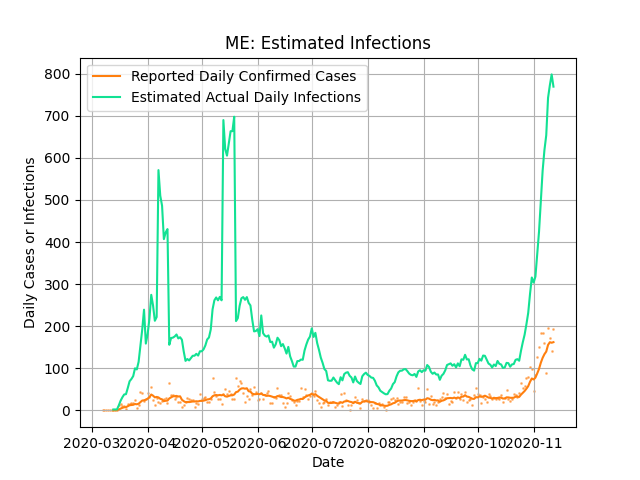 ME: Estimated Infections
Reported Daily Confirmed Cases
Estimated Actual Daily Infections
Daily Cases or Infections
800
700
600
500
400
300
200
100
0
2020-03 2020-04 2020-05 2020-06 2020-07 2020-08 2020-09 2020-10 2020-11
Date